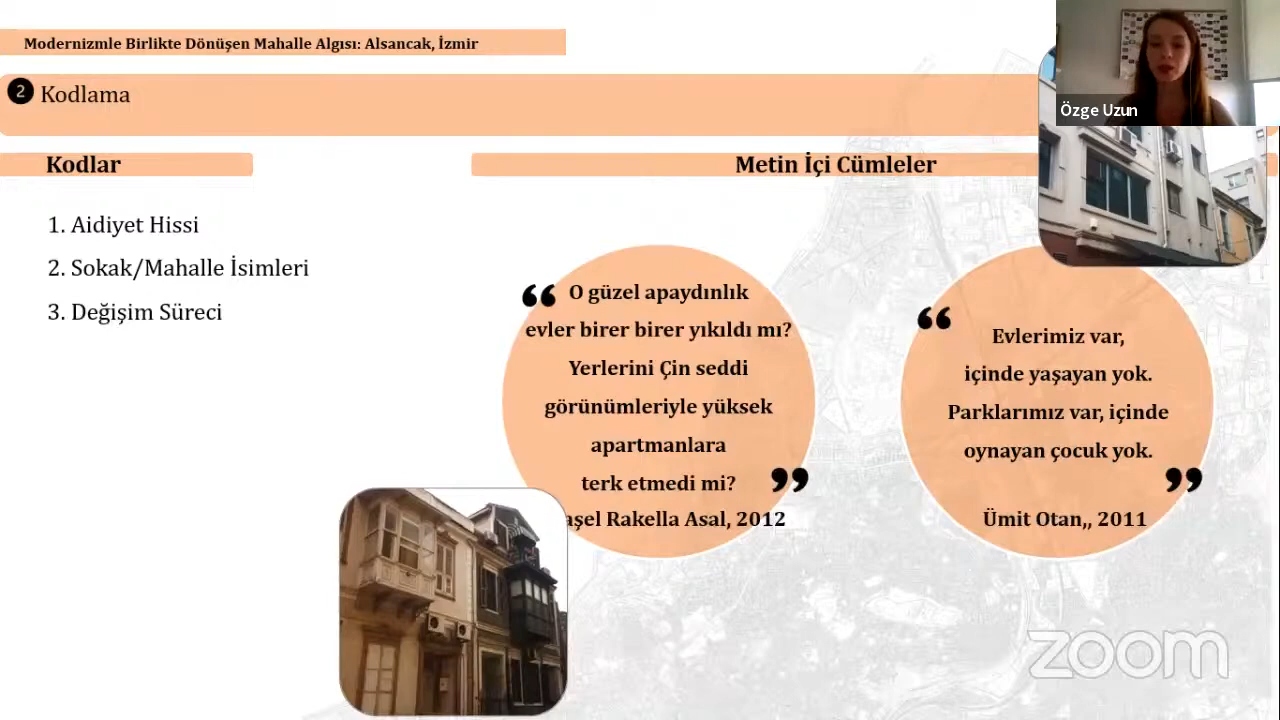 Modernizmle Birlikte Dönüşen Mahalle Algısı: Alsancak, İzmir
2 Kodlama
Özge Uzun
Kodlar
Metin İçi Cümleler
1. Aidiyet Hissi
2. Sokak/Mahalle İsimleri
3. Değişim Süreci
“ O güzel apaydınlık
evler birer birer yıkıldı mı?
Yerlerini Çin seddi
görünümleriyle yüksek
apartmanlara
terk etmedi mi? ”
Rakella Asal, 2012
“ Evlerimiz var,
içinde yaşayan yok.
Parklarımız var, içinde
oynayan çocuk yok. ”
Ümit Otan,, 2011
zoom